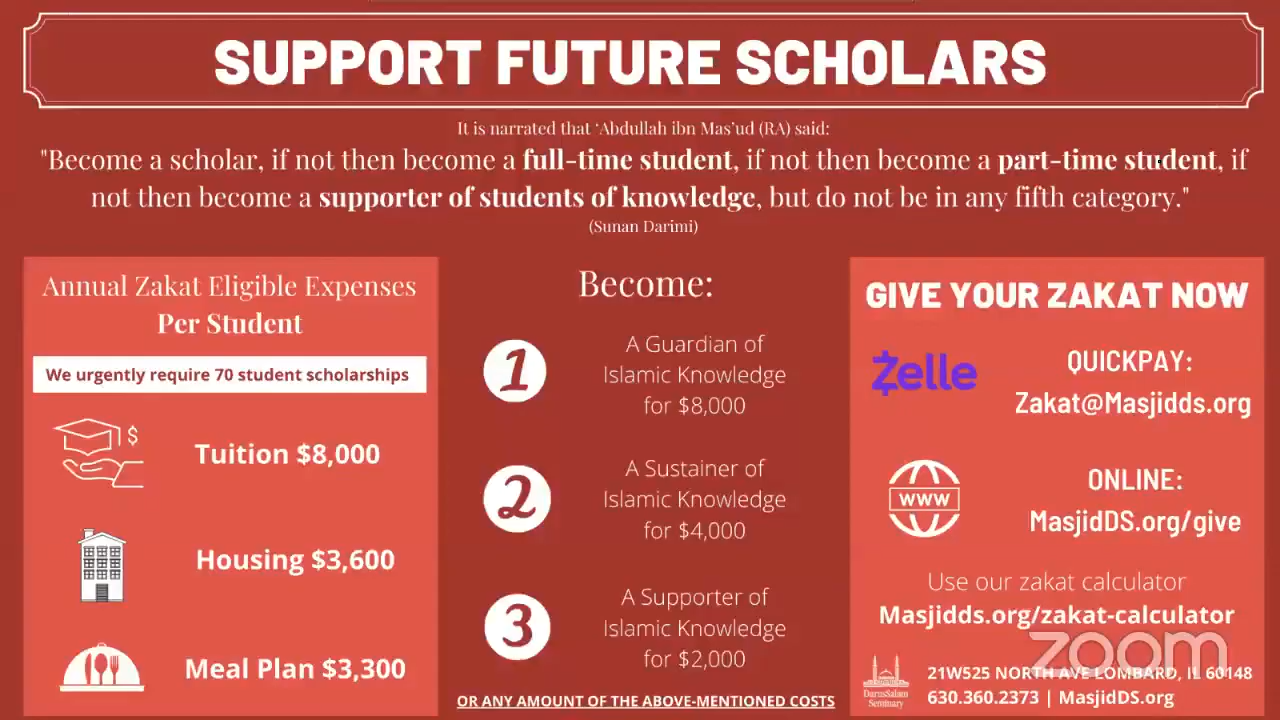 SUPPORT FUTURE SCHOLARS
It is narrated that ‘Abdullah ibn Mas’ud (RA) said:
"Become a scholar, if not then become a full-time student, if not then become a part-time student, if
not then become a supporter of students of knowledge, but do not be in any fifth category."
(Sunan Darimi)
Annual Zakat Eligible Expenses
Per Student
We urgently require 70 student scholarships
$
Tuition $8,000
Housing $3,600
Meal Plan $3,300
Become:
1
A Guardian of
Islamic Knowledge
for $8,000
2
A Sustainer of
Islamic Knowledge
for $4,000
3
A Supporter of
Islamic Knowledge
for $2,000
OR ANY AMOUNT OF THE ABOVE-MENTIONED COSTS
GIVE YOUR ZAKAT NOW
Zelle
QUICKPAY:
Zakat@Masjidds.org
WWW
ONLINE:
MasjidDS.org/give
Use our zakat calculator
Masjidds.org/zakat-calculator
zoom
DarusSalam
Seminary
21W525 NORTH AVE LOMBARD, IL 60148
630.360.2373 | MasjidDS.org